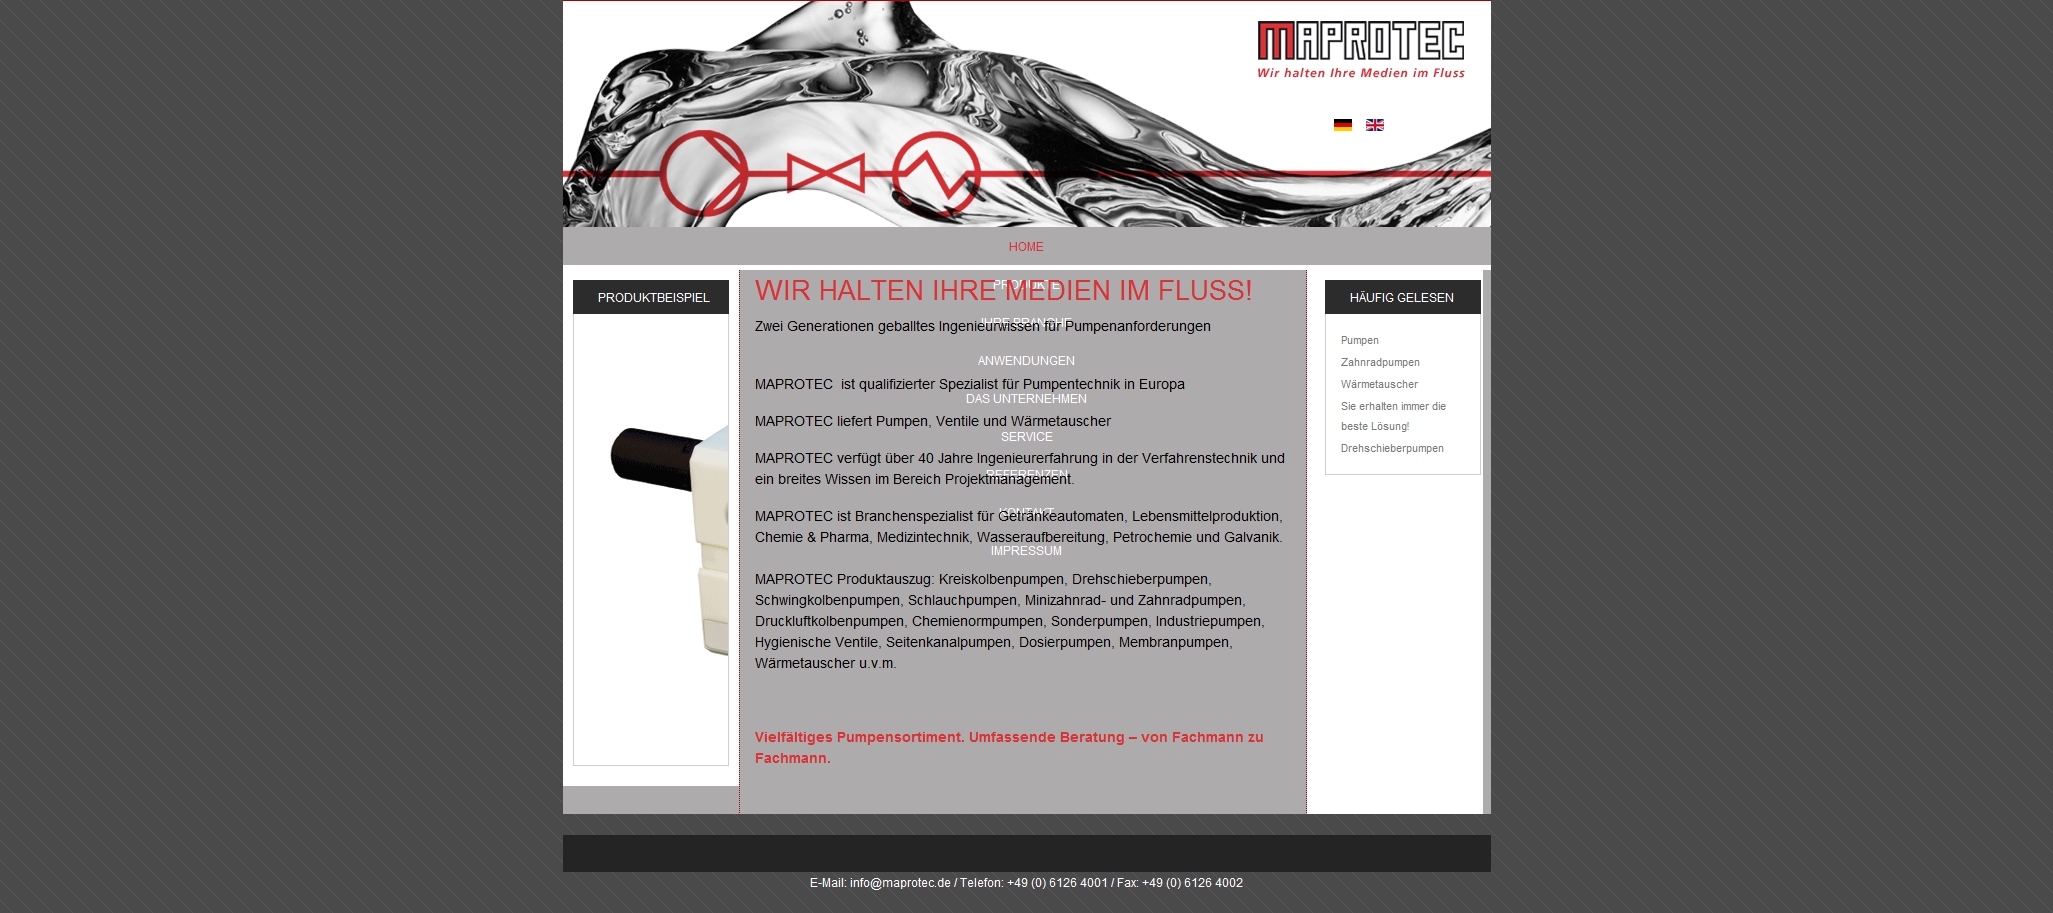 MAPROTEC
Wir halten Ihre Medien im Fluss
HOME
PRODUKTE
IHRE BRANCHE
ANWENDUNGEN
DAS UNTERNEHMEN
SERVICE
REFERENZEN
KONTAKT
IMPRESSUM
PRODUKTBEISPIEL
WIR HALTEN IHRE MEDIEN IM FLUSS!
Zwei Generationen geballtes Ingenieurwissen für Pumpenanforderungen
MAPROTEC  ist qualifizierter Spezialist für Pumpentechnik in Europa
MAPROTEC liefert Pumpen, Ventile und Wärmetauscher
MAPROTEC verfügt über 40 Jahre Ingenieurerfahrung in der Verfahrenstechnik und
ein breites Wissen im Bereich Projektmanagement.
MAPROTEC ist Branchenspezialist für Getränkeautomaten, Lebensmittelproduktion,
Chemie & Pharma, Medizintechnik, Wasseraufbereitung, Petrochemie und Galvanik.
MAPROTEC Produktauszug: Kreiskolbenpumpen, Drehschieberpumpen,
Schwingkolbenpumpen, Schlauchpumpen, Minizahnrad- und Zahnradpumpen,
Druckluftkolbenpumpen, Chemienormpumpen, Sonderpumpen, Industriepumpen,
Hygienische Ventile, Seitenkanalpumpen, Dosierpumpen, Membranpumpen,
Wärmetauscher u.v.m.
Vielfältiges Pumpensortiment. Umfassende Beratung – von Fachmann zu
Fachmann.
HÄUFIG GELESEN
Pumpen
Zahnradpumpen
Wärmetauscher
Sie erhalten immer die
beste Lösung!
Drehschieberpumpen
E-Mail: info@maprotec.de / Telefon: +49 (0) 6126 4001 / Fax: +49 (0) 6126 4002